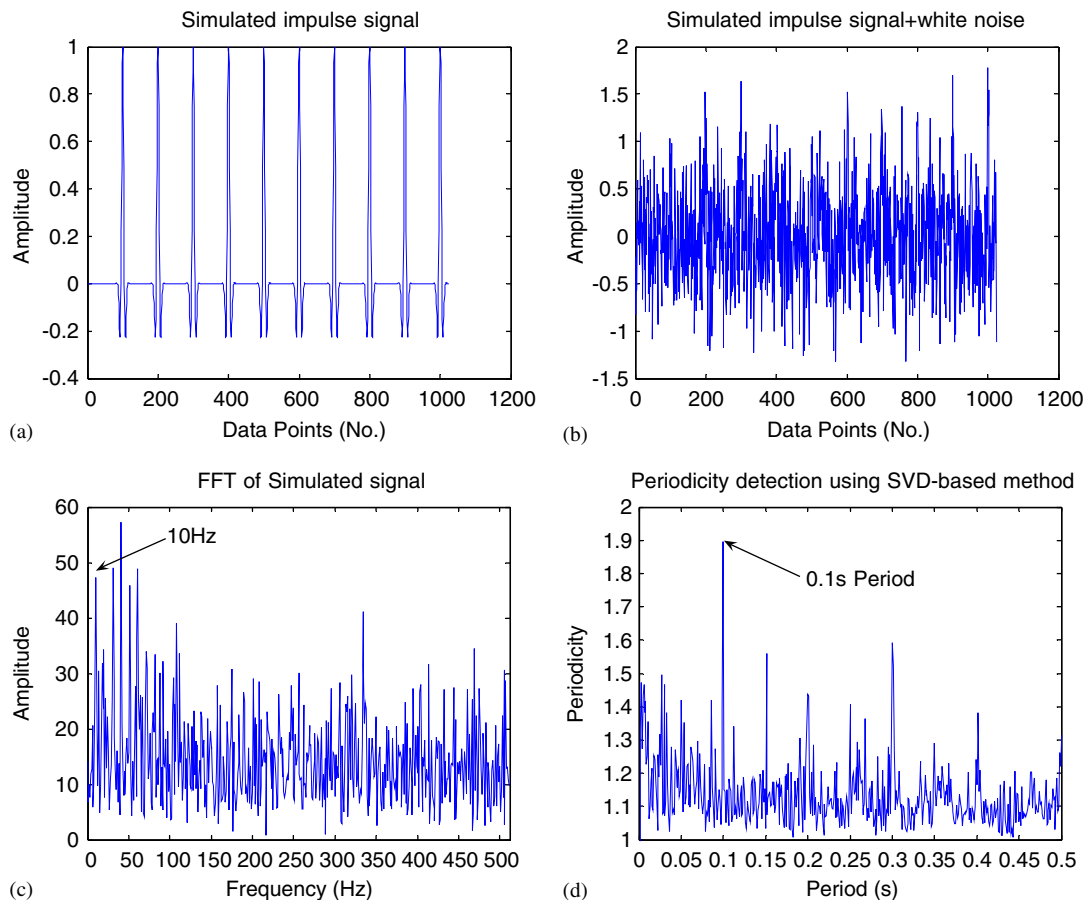 Simulated impulse signal
1
0.8
0.6
0.4
0.2
0
-0.2
-0.4
Amplitude
0 200 400 600 800 1000 1200
Data Points (No.)
(a)
Simulated impulse signal+white noise
2
1.5
1
0.5
0
-0.5
-1
-1.5
Amplitude
0 200 400 600 800 1000 1200
Data Points (No.)
(b)
FFT of Simulated signal
60
50
40
30
20
10
0
Amplitude
10Hz
0 50 100 150 200 250 300 350 400 450 500
Frequency (Hz)
(c)
Periodicity detection using SVD-based method
2
1.9
1.8
1.7
1.6
1.5
1.4
1.3
1.2
1.1
1
Periodicity
0.1s Period
0 0.05 0.1 0.15 0.2 0.25 0.3 0.35 0.4 0.45 0.5
Period (s)
(d)